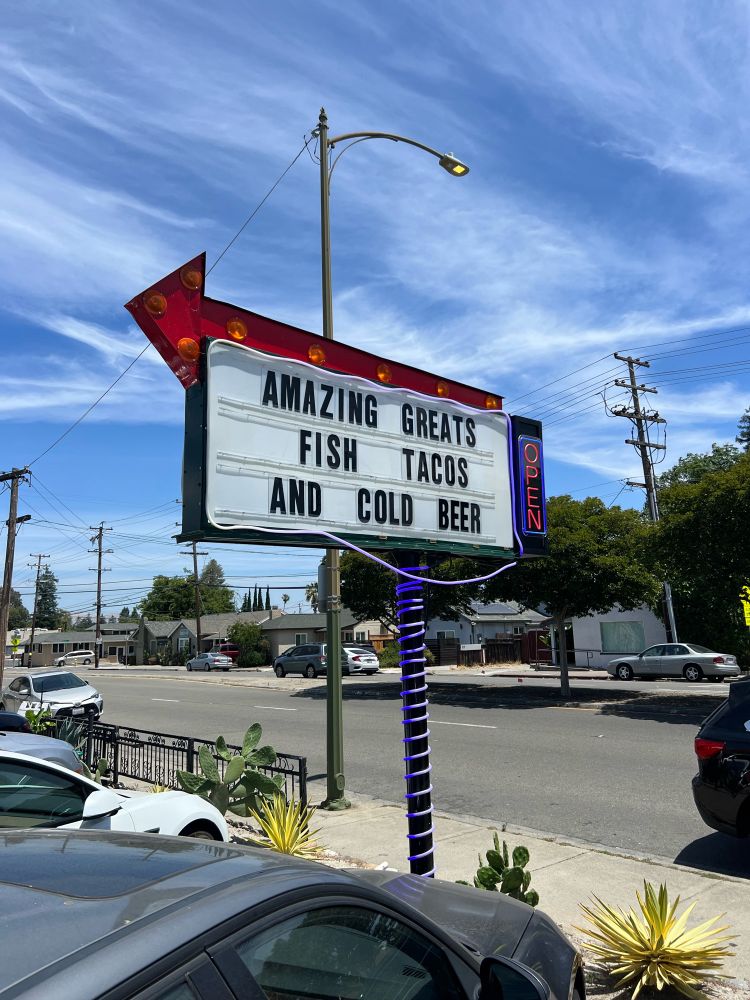 AMAZING GREATS
FISH TACOS
AND COLD BEER
OPEN